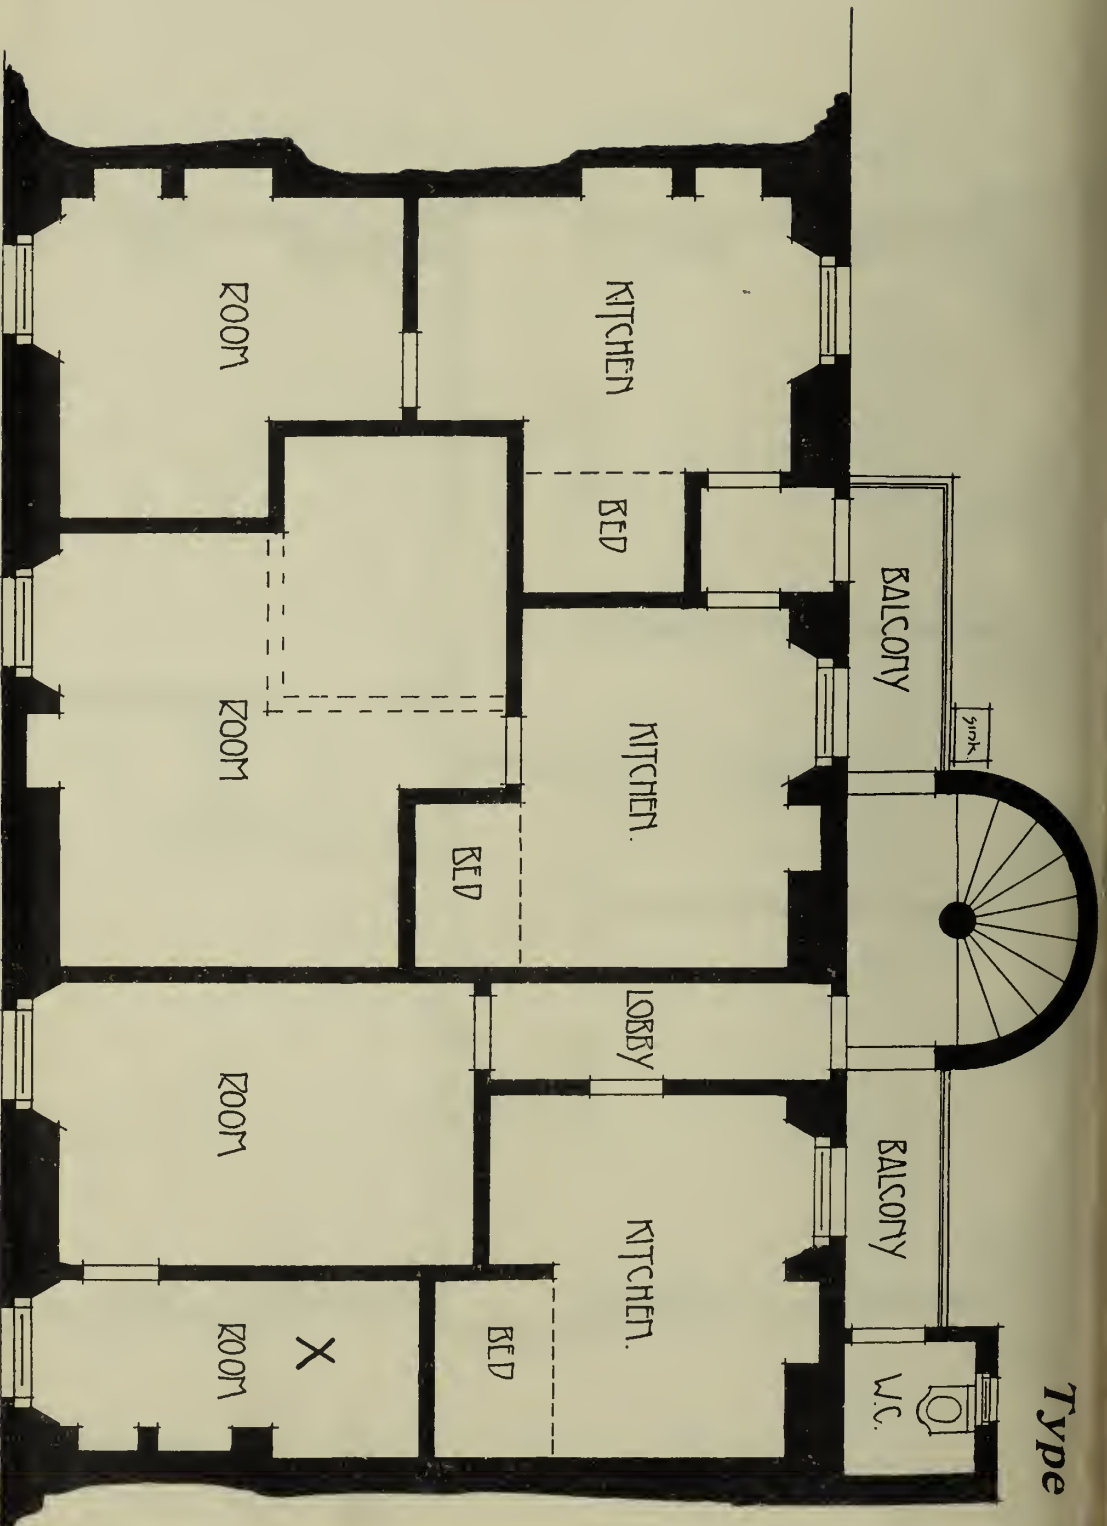 Type
sink.
BALCONY
BALCONY
W.C.
KITCHEN
BED
KITCHEN.
LOBBY
KITCHEN.
BED
BED
X
ROOM
ROOM
ROOM
ROOM